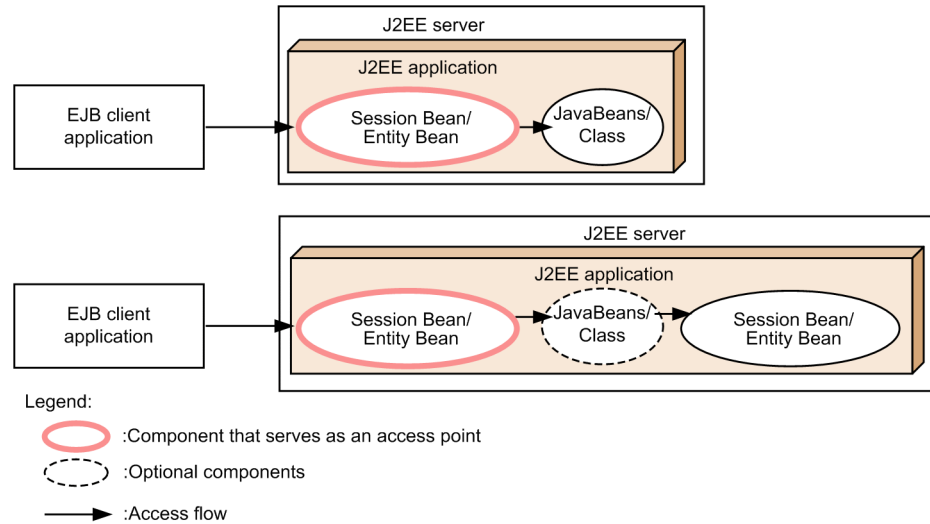 J2EE server
J2EE application
EJB client
application
Session Bean/
Entity Bean
JavaBeans/
Class
J2EE server
J2EE application
EJB client
application
Session Bean/
Entity Bean
JavaBeans/
Class
Session Bean/
Entity Bean
Legend:
:Component that serves as an access point
:Optional components
:Access flow